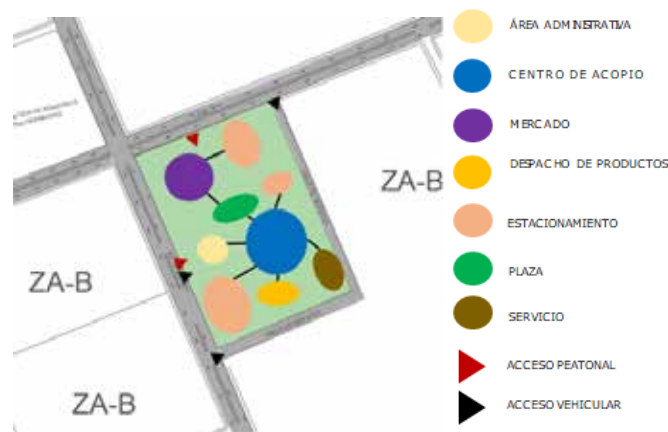 ÁREA ADMINISTRATIVA
CENTRO DE ACOPIO
MERCADO
DESPACHO DE PRODUCTOS
ESTACIONAMIENTO
PLAZA
SERVICIO
ACCESO PEATONAL
ACCESO VEHICULAR
ZA-B
ZA-B
ZA-B